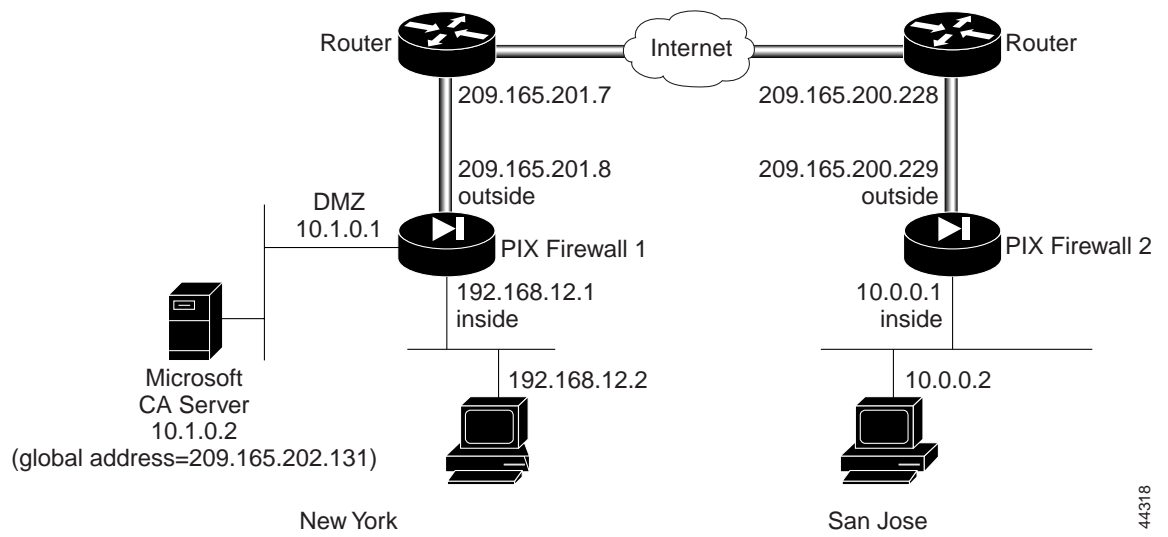 Router
Internet
Router
209.165.201.7
209.165.200.228
209.165.201.8
outside
209.165.200.229
outside
DMZ
10.1.0.1
PIX Firewall 1
PIX Firewall 2
192.168.12.1
inside
10.0.0.1
inside
Microsoft
CA Server
10.1.0.2
(global address=209.165.202.131)
192.168.12.2
10.0.0.2
New York
San Jose
44318